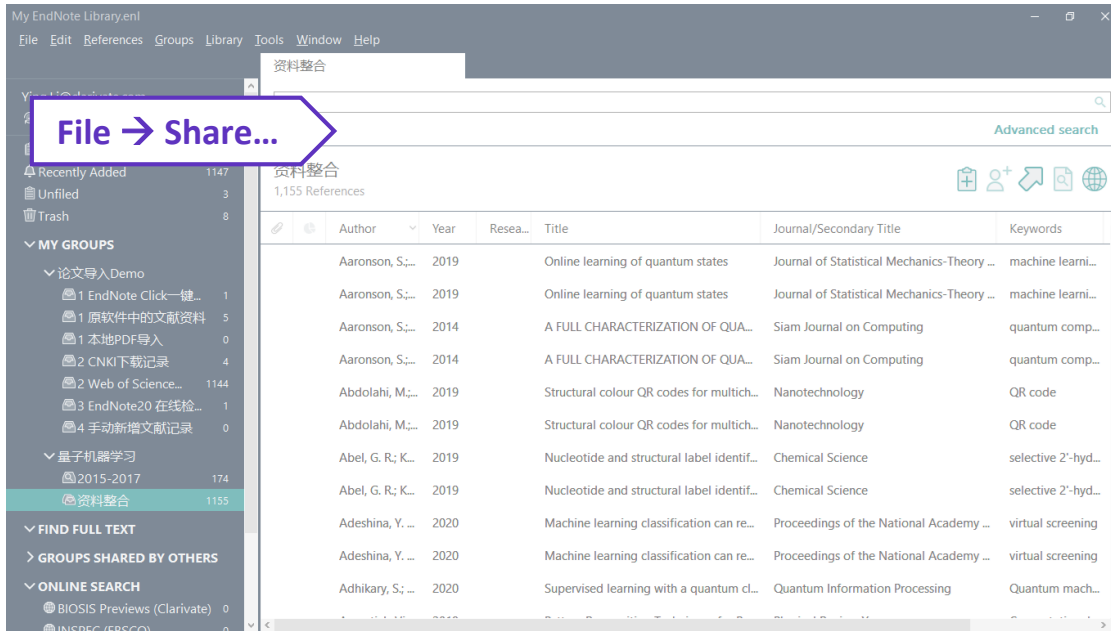 My EndNote Library.enl
File Edit References Groups Library Tools Window Help
资料整合
File → Share...
Advanced search
Recently Added 1147
Unfiled 3
Trash 8
MY GROUPS
论文导入Demo
1 EndNote Click一键... 1
1 原软件中的文献资料 5
1 本地PDF导入 0
2 CNKI下载记录 4
2 Web of Science... 1144
3 EndNote20 在线检... 1
4 手动新增文献记录 0
量子机器学习
2015-2017 174
资料整合 1155
FIND FULL TEXT
GROUPS SHARED BY OTHERS
ONLINE SEARCH
BIOSIS Previews (Clarivate) 0
INSPEC (EBSCO) 0
资料整合
1,155 References
Author Year Resea... Title Journal/Secondary Title Keywords
Aaronson, S.;... 2019 Online learning of quantum states Journal of Statistical Mechanics-Theory ... machine learni...
Aaronson, S.;... 2019 Online learning of quantum states Journal of Statistical Mechanics-Theory ... machine learni...
Aaronson, S.;... 2014 A FULL CHARACTERIZATION OF QUA... Siam Journal on Computing quantum comp...
Aaronson, S.;... 2014 A FULL CHARACTERIZATION OF QUA... Siam Journal on Computing quantum comp...
Abdolahi, M.;... 2019 Structural colour QR codes for multich... Nanotechnology QR code
Abdolahi, M.;... 2019 Structural colour QR codes for multich... Nanotechnology QR code
Abel, G. R.; K... 2019 Nucleotide and structural label identif... Chemical Science selective 2'-hyd...
Abel, G. R.; K... 2019 Nucleotide and structural label identif... Chemical Science selective 2'-hyd...
Adeshina, Y. ... 2020 Machine learning classification can re... Proceedings of the National Academy ... virtual screening
Adeshina, Y. ... 2020 Machine learning classification can re... Proceedings of the National Academy ... virtual screening
Adhikary, S.; ... 2020 Supervised learning with a quantum cl... Quantum Information Processing Quantum mach...